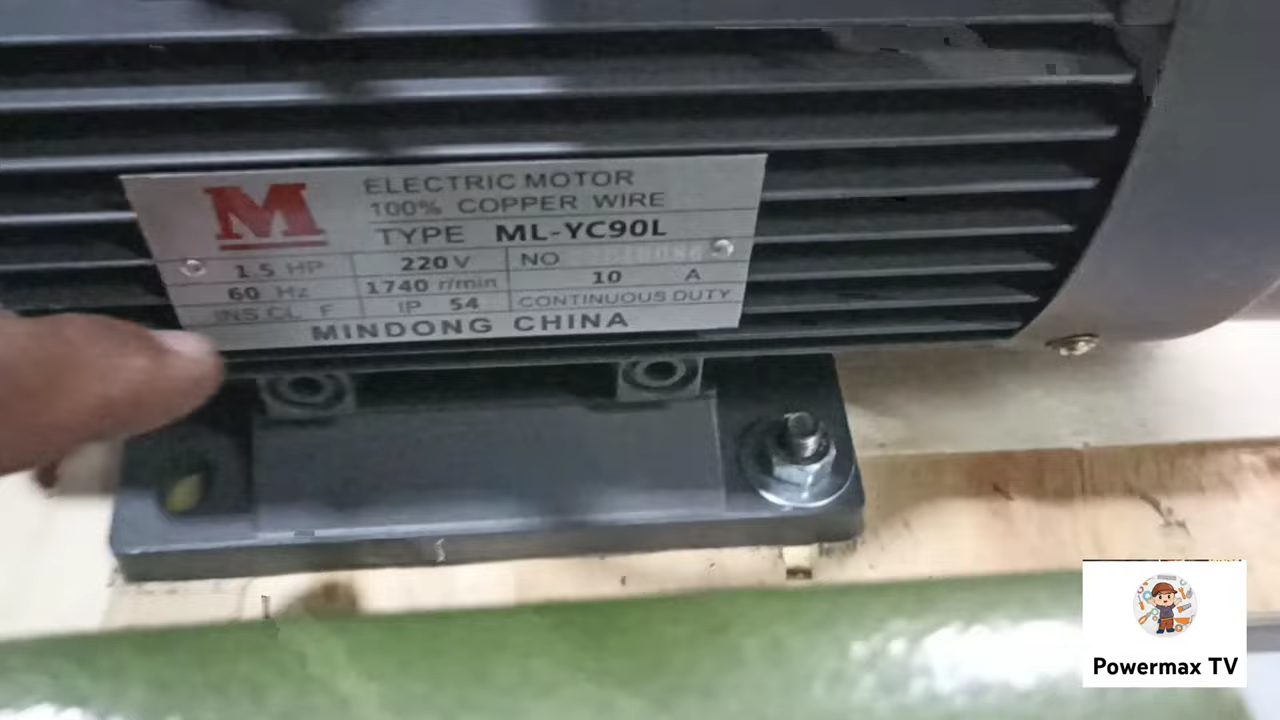 M ELECTRIC MOTOR
100% COPPER WIRE
TYPE ML-YC90L
1.5 HP 220 V NO
60 Hz 1740 r/min 10 A
INS.CL F IP 54 CONTINUOUS DUTY
MINDONG CHINA
Powermax TV